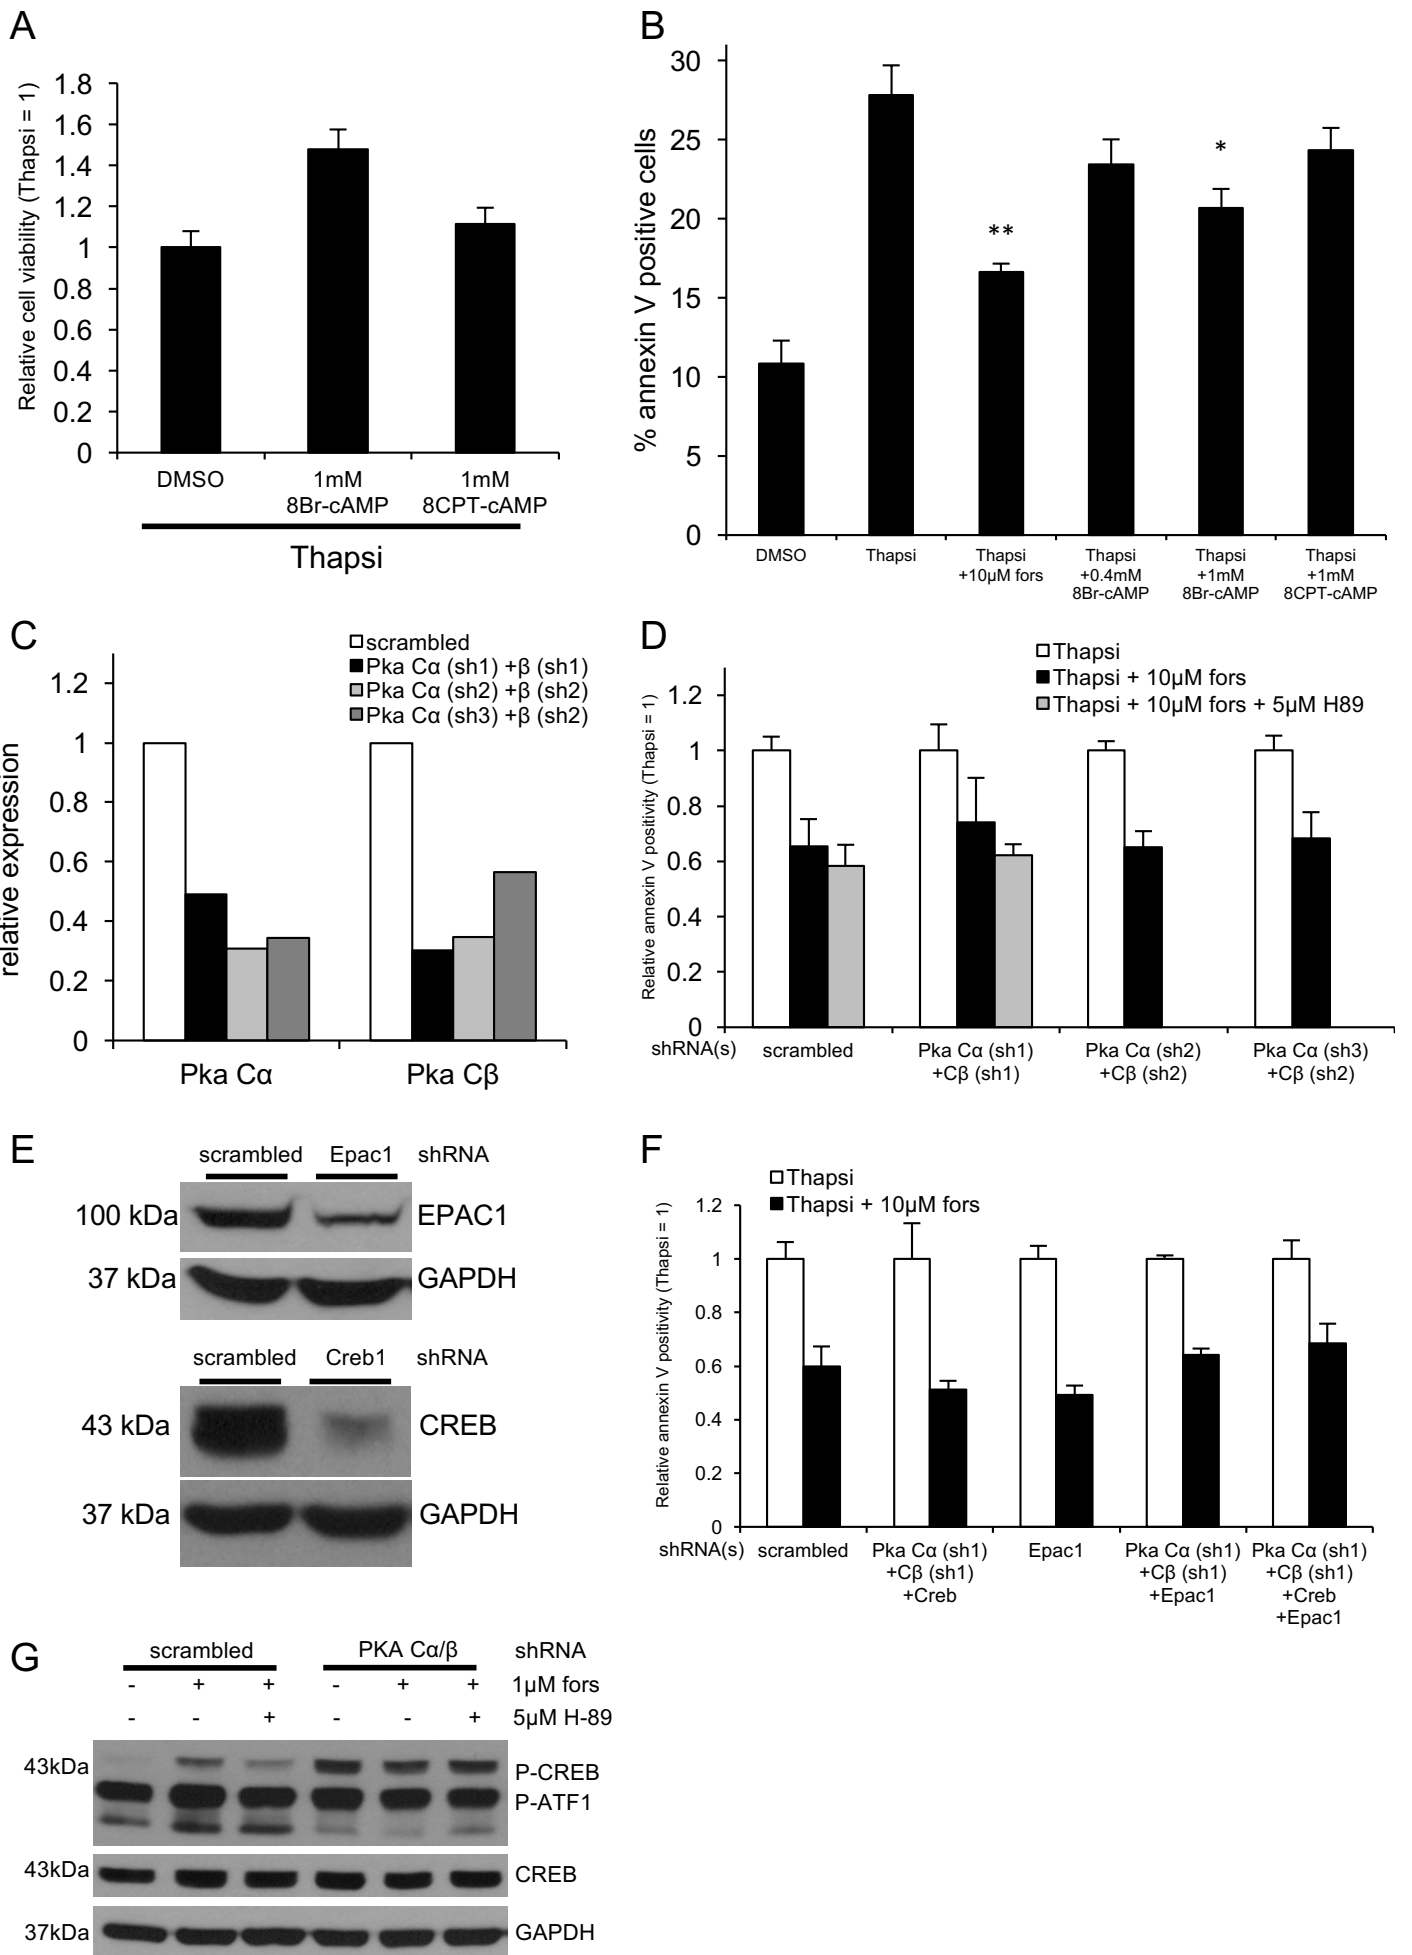 A
Relative cell viability (Thapsi = 1)
1.8
1.6
1.4
1.2
1
0.8
0.6
0.4
0.2
0
DMSO
1mM
8Br-cAMP
1mM
8CPT-cAMP
Thapsi
B
% annexin V positive cells
30
25
20
15
10
5
0
**
*
DMSO
Thapsi
Thapsi
+10µM fors
Thapsi
+0.4mM
8Br-cAMP
Thapsi
+1mM
8Br-cAMP
Thapsi
+1mM
8CPT-cAMP
C
scrambled
Pka Cα (sh1) +β (sh1)
Pka Cα (sh2) +β (sh2)
Pka Cα (sh3) +β (sh2)
relative expression
1.2
1
0.8
0.6
0.4
0.2
0
Pka Cα
Pka Cβ
D
Thapsi
Thapsi + 10µM fors
Thapsi + 10µM fors + 5µM H89
Relative annexin V positivity (Thapsi = 1)
1.2
1
0.8
0.6
0.4
0.2
0
shRNA(s)
scrambled
Pka Cα (sh1)
+Cβ (sh1)
Pka Cα (sh2)
+Cβ (sh2)
Pka Cα (sh3)
+Cβ (sh2)
E
scrambled Epac1 shRNA
100 kDa EPAC1
37 kDa GAPDH
scrambled Creb1 shRNA
43 kDa CREB
37 kDa GAPDH
F
Thapsi
Thapsi + 10µM fors
Relative annexin V positivity (Thapsi = 1)
1.2
1
0.8
0.6
0.4
0.2
0
shRNA(s)
scrambled
Pka Cα (sh1)
+Cβ (sh1)
+Creb
Epac1
Pka Cα (sh1)
+Cβ (sh1)
+Epac1
Pka Cα (sh1)
+Cβ (sh1)
+Creb
+Epac1
G
scrambled PKA Cα/β shRNA
- + + - + + 1µM fors
- - + - - + 5µM H-89
43kDa P-CREB
P-ATF1
43kDa CREB
37kDa GAPDH